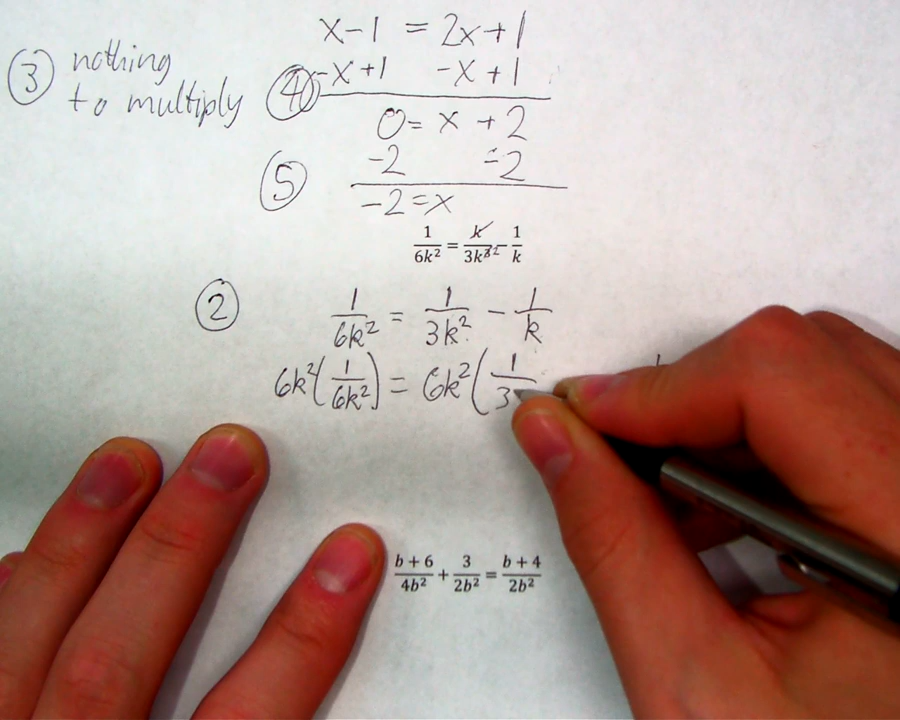 x-1 = 2x+1
③ nothing to multiply
④ -x+1 -x+1
0 = x + 2
⑤ -2 -2
-2 = x
1/6k² = k/3k³² - 1/k
② 1/6k² = 1/3k² - 1/k
6k²(1/6k²) = 6k²(1/3
b + 6/4b² + 3/2b² = b + 4/2b²